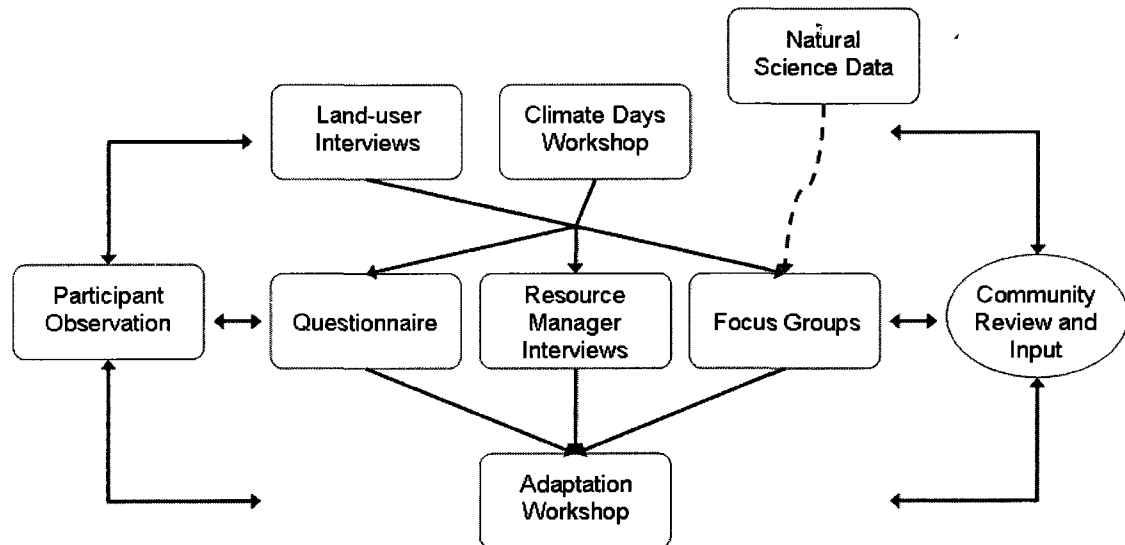 Natural
Science Data
Land-user
Interviews
Climate Days
Workshop
Participant
Observation
Questionnaire
Resource
Manager
Interviews
Focus Groups
Community
Review and
Input
Adaptation
Workshop